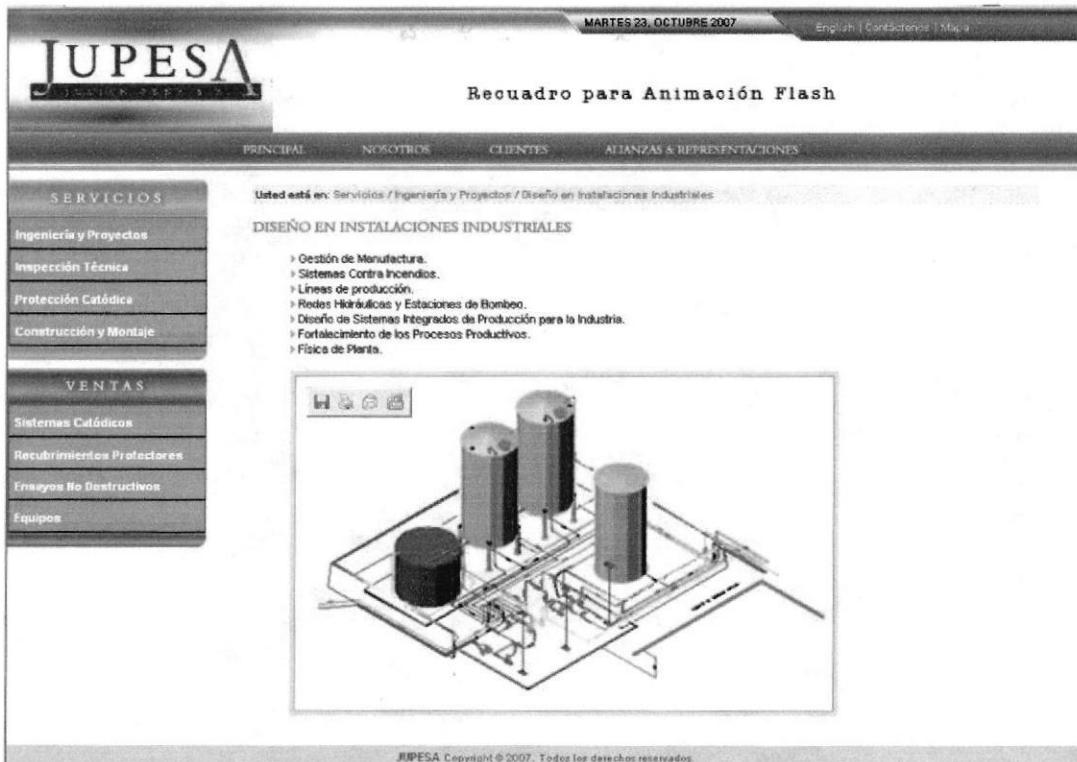 MARTES 23, OCTUBRE 2007
English | Contáctenos | Mapa
JUPESA
Recuadro para Animación Flash
PRINCIPAL NOSOTROS CLIENTES ALIANZAS & REPRESENTACIONES
SERVICIOS
Ingeniería y Proyectos
Inspección Técnica
Protección Catódica
Construcción y Montaje
VENTAS
Sistemas Catódicos
Recubrimientos Protectores
Ensayos No Destructivos
Equipos
Usted está en: Servicios / Ingeniería y Proyectos / Diseño en Instalaciones Industriales
DISEÑO EN INSTALACIONES INDUSTRIALES
Gestión de Manufactura.
Sistemas Contra Incendios.
Líneas de producción.
Redes Hidráulicas y Estaciones de Bombeo.
Diseño de Sistemas Integrados de Producción para la Industria.
Fortalecimiento de los Procesos Productivos.
Física de Planta.
JUPESA Copyright © 2007. Todos los derechos reservados